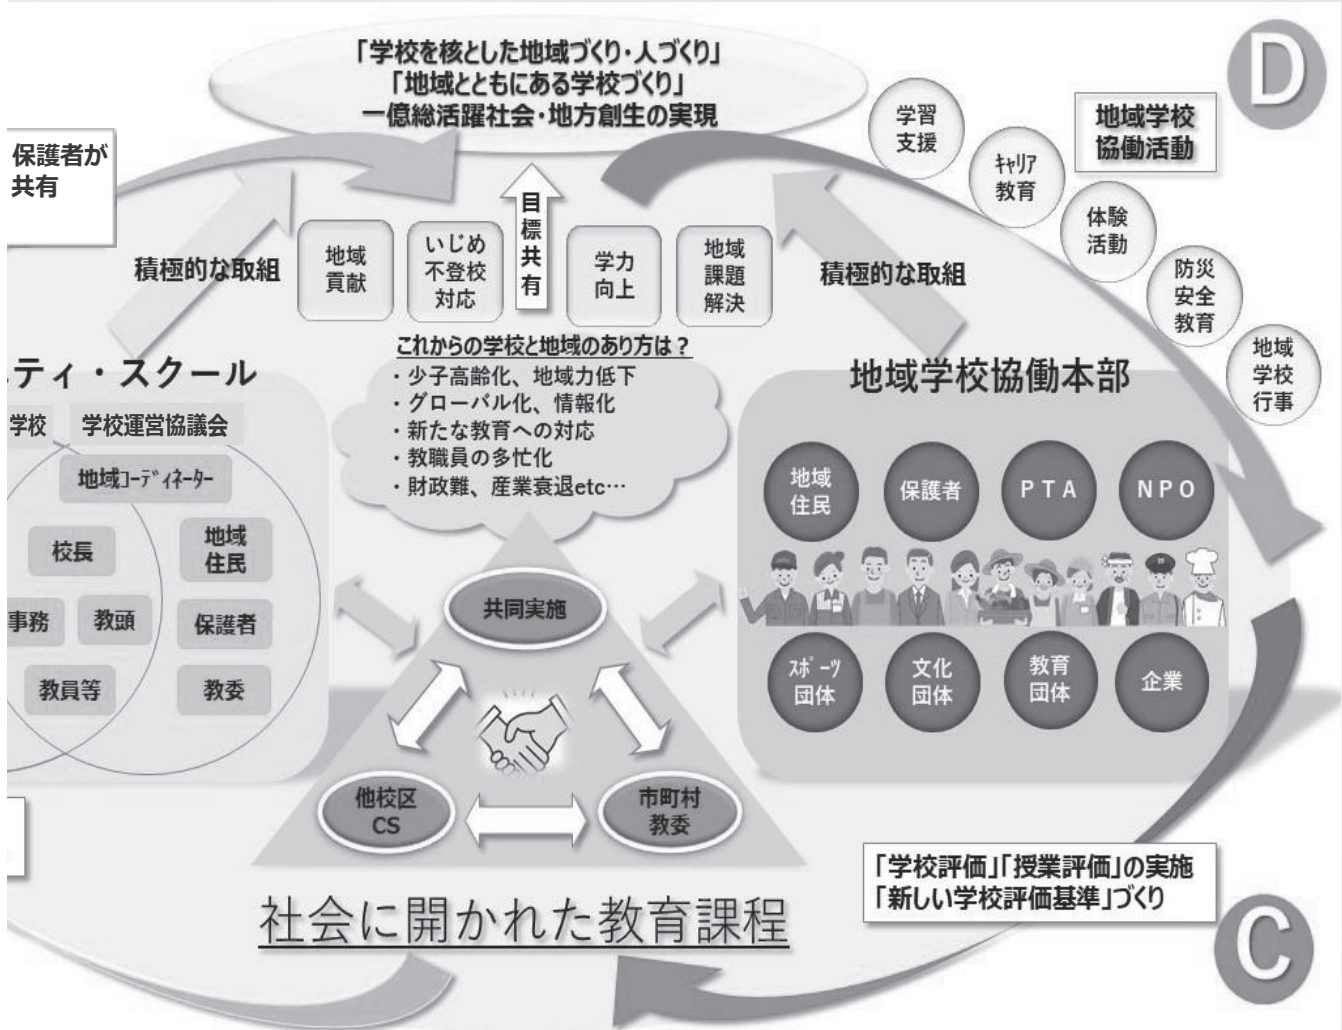 「学校を核とした地域づくり・人づくり」
「地域とともにある学校づくり」
一億総活躍社会・地方創生の実現
D
地域学校
協働活動
学習
支援
ｷｬﾘｱ
教育
体験
活動
防災
安全
教育
地域
学校
行事
保護者が
共有
積極的な取組
地域
貢献
いじめ
不登校
対応
目標共有
学力
向上
地域
課題
解決
積極的な取組
これからの学校と地域のあり方は？
・少子高齢化、地域力低下
・グローバル化、情報化
・新たな教育への対応
・教職員の多忙化
・財政難、産業衰退etc…
ティ・スクール
学校
学校運営協議会
地域ｺｰﾃﾞｨﾈｰﾀｰ
校長
地域
住民
事務
教頭
保護者
教員等
教委
地域学校協働本部
地域
住民
保護者
ＰＴＡ
ＮＰＯ
ｽﾎﾟｰﾂ
団体
文化
団体
教育
団体
企業
共同実施
他校区
CS
市町村
教委
社会に開かれた教育課程
「学校評価」「授業評価」の実施
「新しい学校評価基準」づくり
C